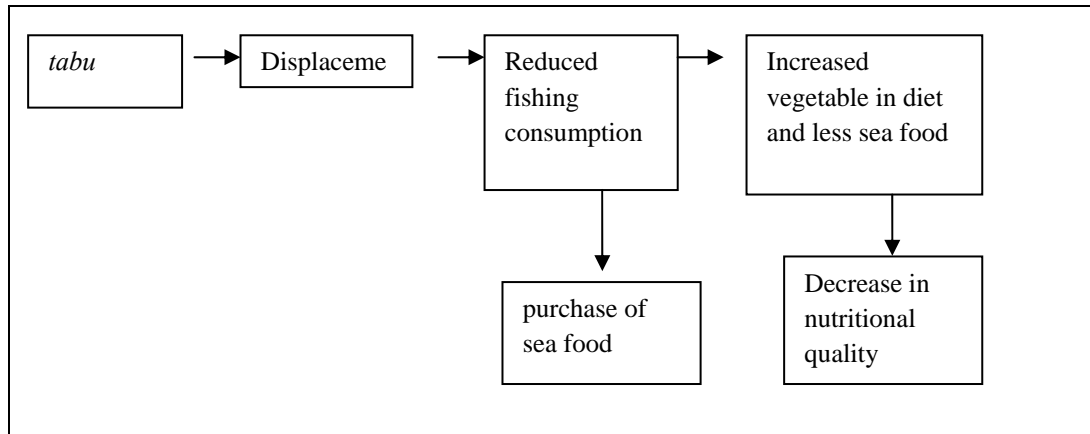 tabu
Displaceme
Reduced
fishing
consumption
Increased
vegetable in diet
and less sea food
purchase of
sea food
Decrease in
nutritional
quality